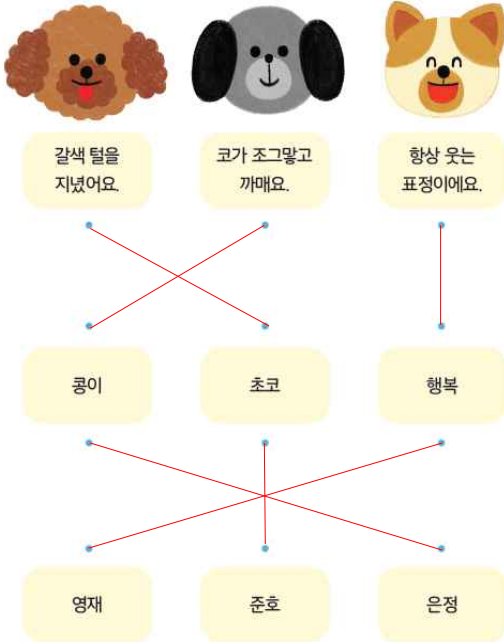 갈색 털을
지녔어요.
코가 조그맣고
까매요.
항상 웃는
표정이에요.
콩이
초코
행복
영재
준호
은정